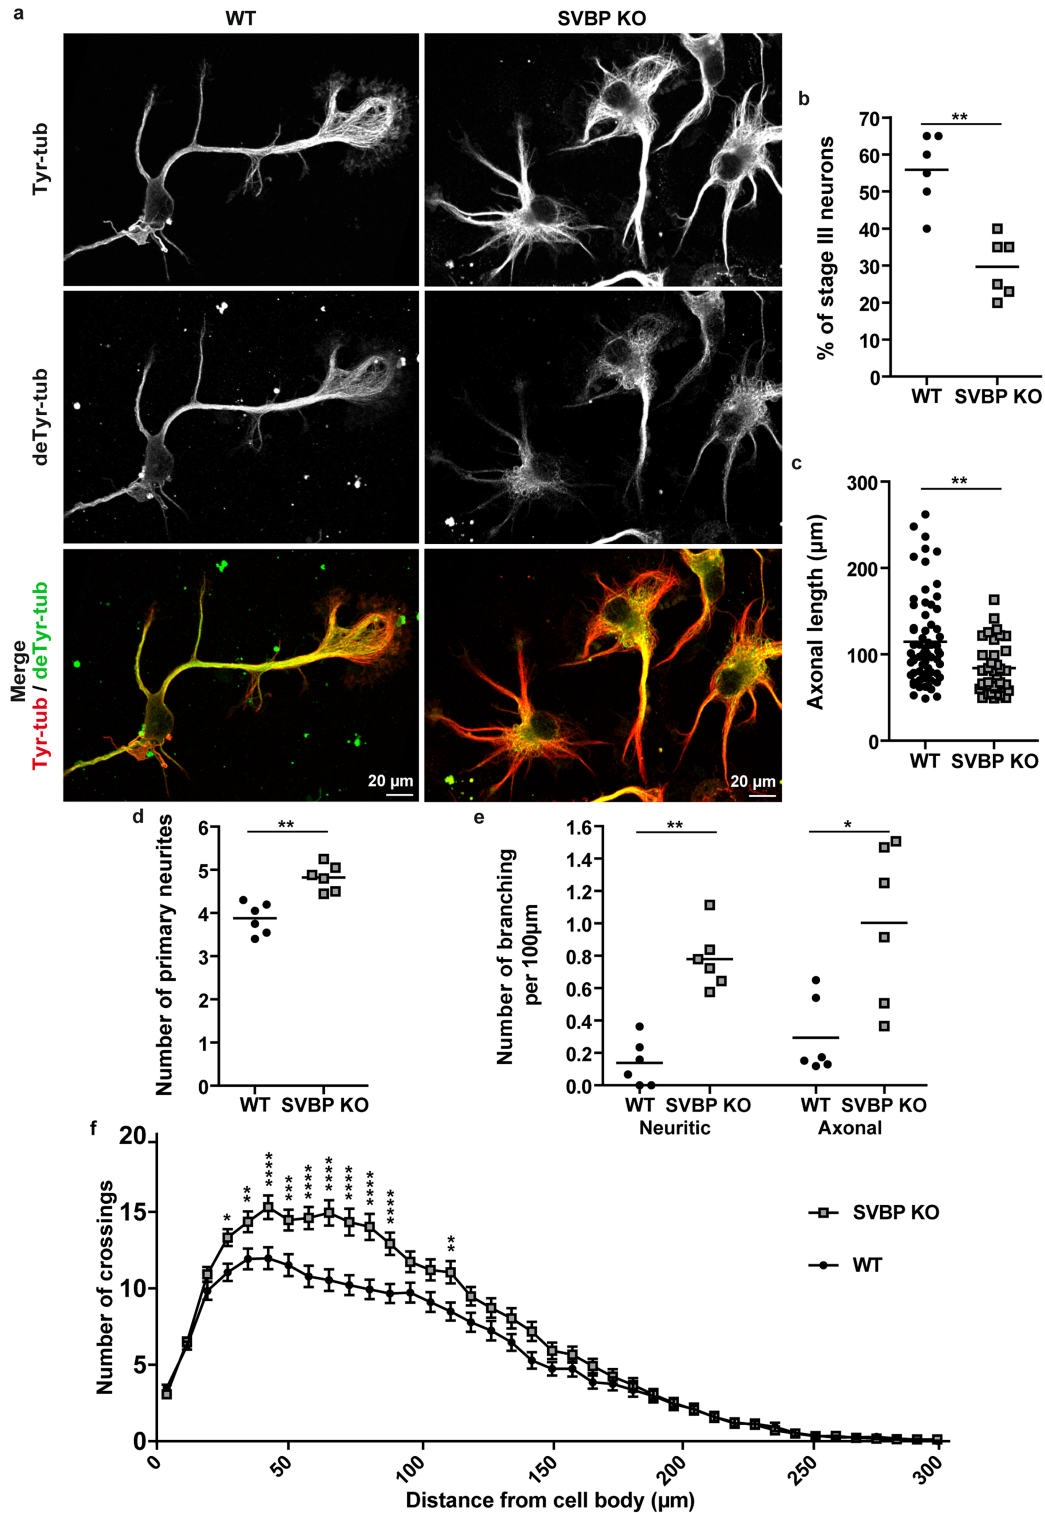 a
WT
SVBP KO
Tyr-tub
deTyr-tub
Merge
Tyr-tub / deTyr-tub
20 µm
20 µm
b
**
% of stage III neurons
70
60
50
40
30
20
10
0
WT SVBP KO
c
**
Axonal length (µm)
300
200
100
0
WT SVBP KO
d
**
Number of primary neurites
6
5
4
3
2
1
0
WT SVBP KO
e
** *
Number of branching
per 100µm
1.6
1.4
1.2
1.0
0.8
0.6
0.4
0.2
0.0
WT SVBP KO WT SVBP KO
Neuritic Axonal
f
Number of crossings
20
15
10
5
0
* ** **** *** **** **** **** **** **** **
SVBP KO
WT
0 50 100 150 200 250 300
Distance from cell body (µm)